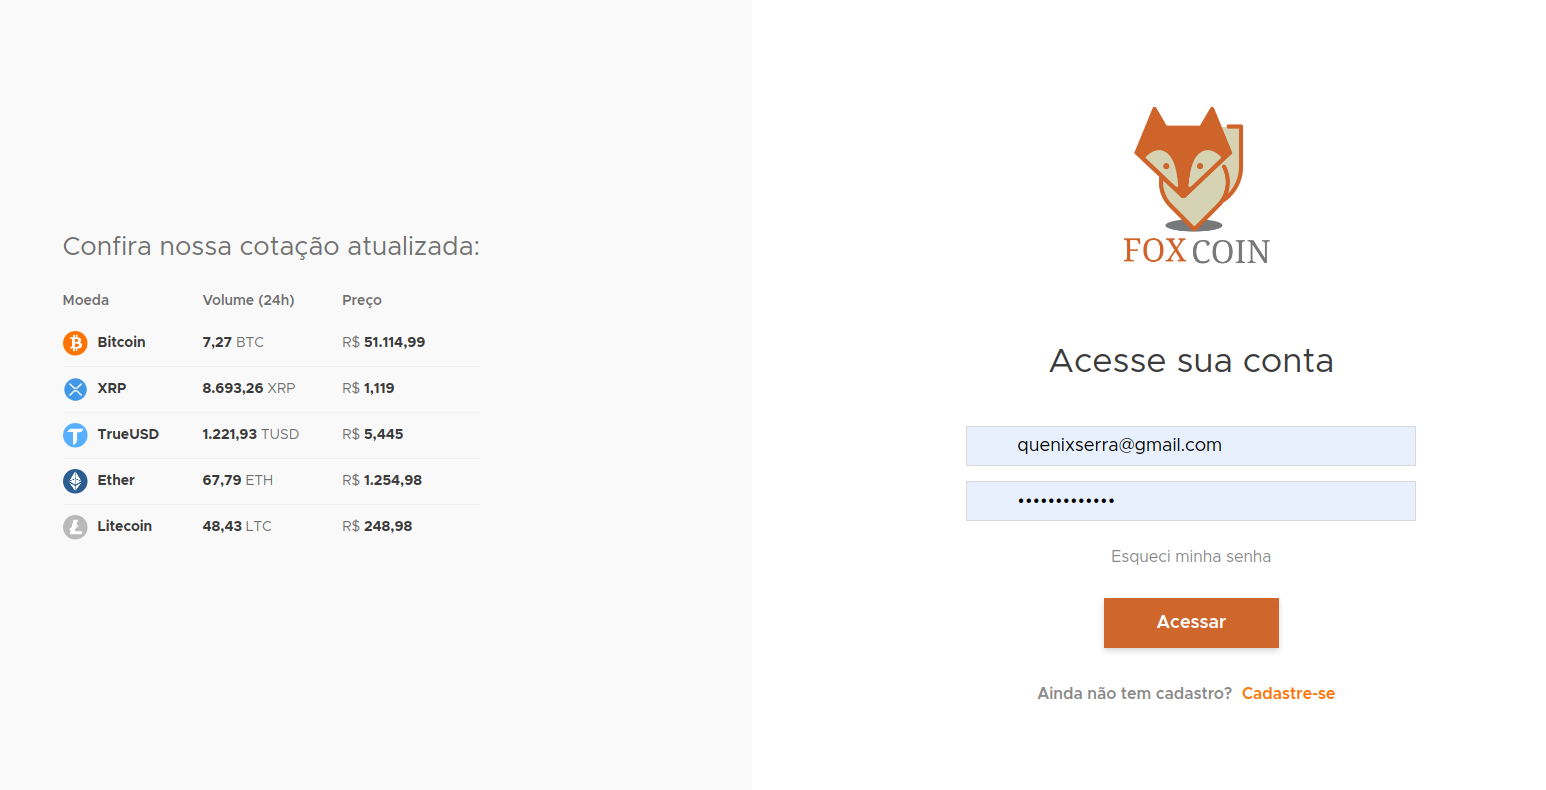 Confira nossa cotação atualizada:
Moeda Volume (24h) Preço
Bitcoin 7,27 BTC R$ 51.114,99
XRP 8.693,26 XRP R$ 1,119
TrueUSD 1.221,93 TUSD R$ 5,445
Ether 67,79 ETH R$ 1.254,98
Litecoin 48,43 LTC R$ 248,98
FOX COIN
Acesse sua conta
quenixserra@gmail.com
•••••••••••••
Esqueci minha senha
Acessar
Ainda não tem cadastro? Cadastre-se